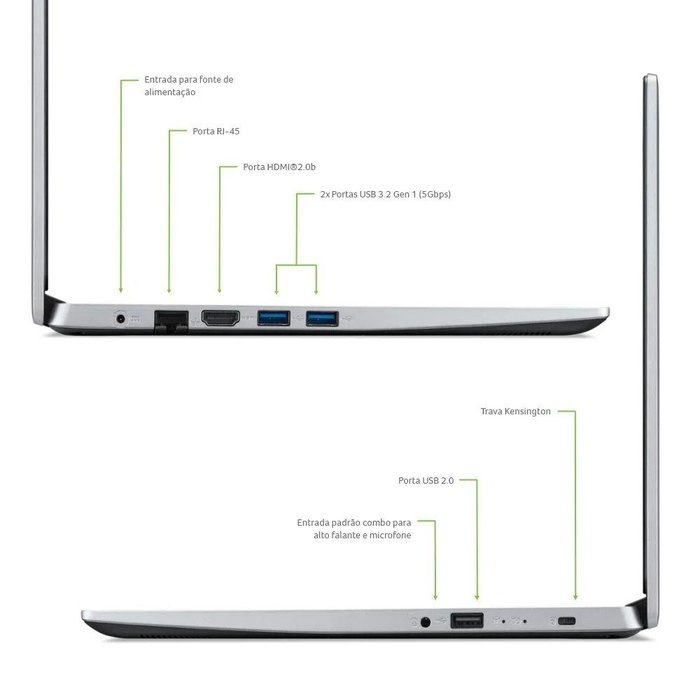 Entrada para fonte de
alimentação
Porta RJ-45
Porta HDMI®2.0b
2x Portas USB 3.2 Gen 1 (5Gbps)
Trava Kensington
Porta USB 2.0
Entrada padrão combo para
alto falante e microfone